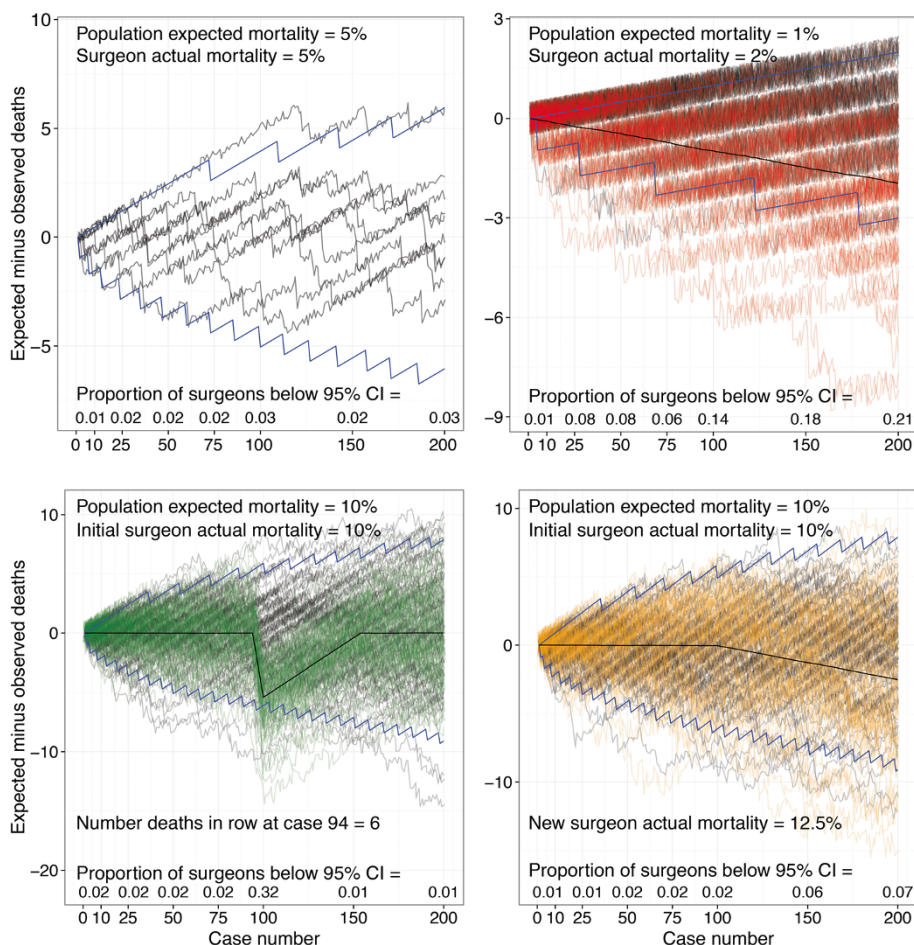 Population expected mortality = 5%
Surgeon actual mortality = 5%
10
5
0
−5
Expected minus observed deaths
Proportion of surgeons below 95% CI =
0.01 0.02 0.02 0.02 0.03 0.02 0.03
0 10 25 50 75 100 150 200
Population expected mortality = 1%
Surgeon actual mortality = 2%
3
0
−3
−6
−9
Proportion of surgeons below 95% CI =
0.01 0.08 0.08 0.06 0.14 0.18 0.21
0 10 25 50 75 100 150 200
Population expected mortality = 10%
Initial surgeon actual mortality = 10%
10
0
−10
−20
Expected minus observed deaths
Number deaths in row at case 94 = 6
Proportion of surgeons below 95% CI =
0.02 0.02 0.02 0.02 0.32 0.01 0.01
0 10 25 50 75 100 150 200
Case number
Population expected mortality = 10%
Initial surgeon actual mortality = 10%
10
0
−10
New surgeon actual mortality = 12.5%
Proportion of surgeons below 95% CI =
0.01 0.01 0.02 0.02 0.02 0.06 0.07
0 10 25 50 75 100 150 200
Case number